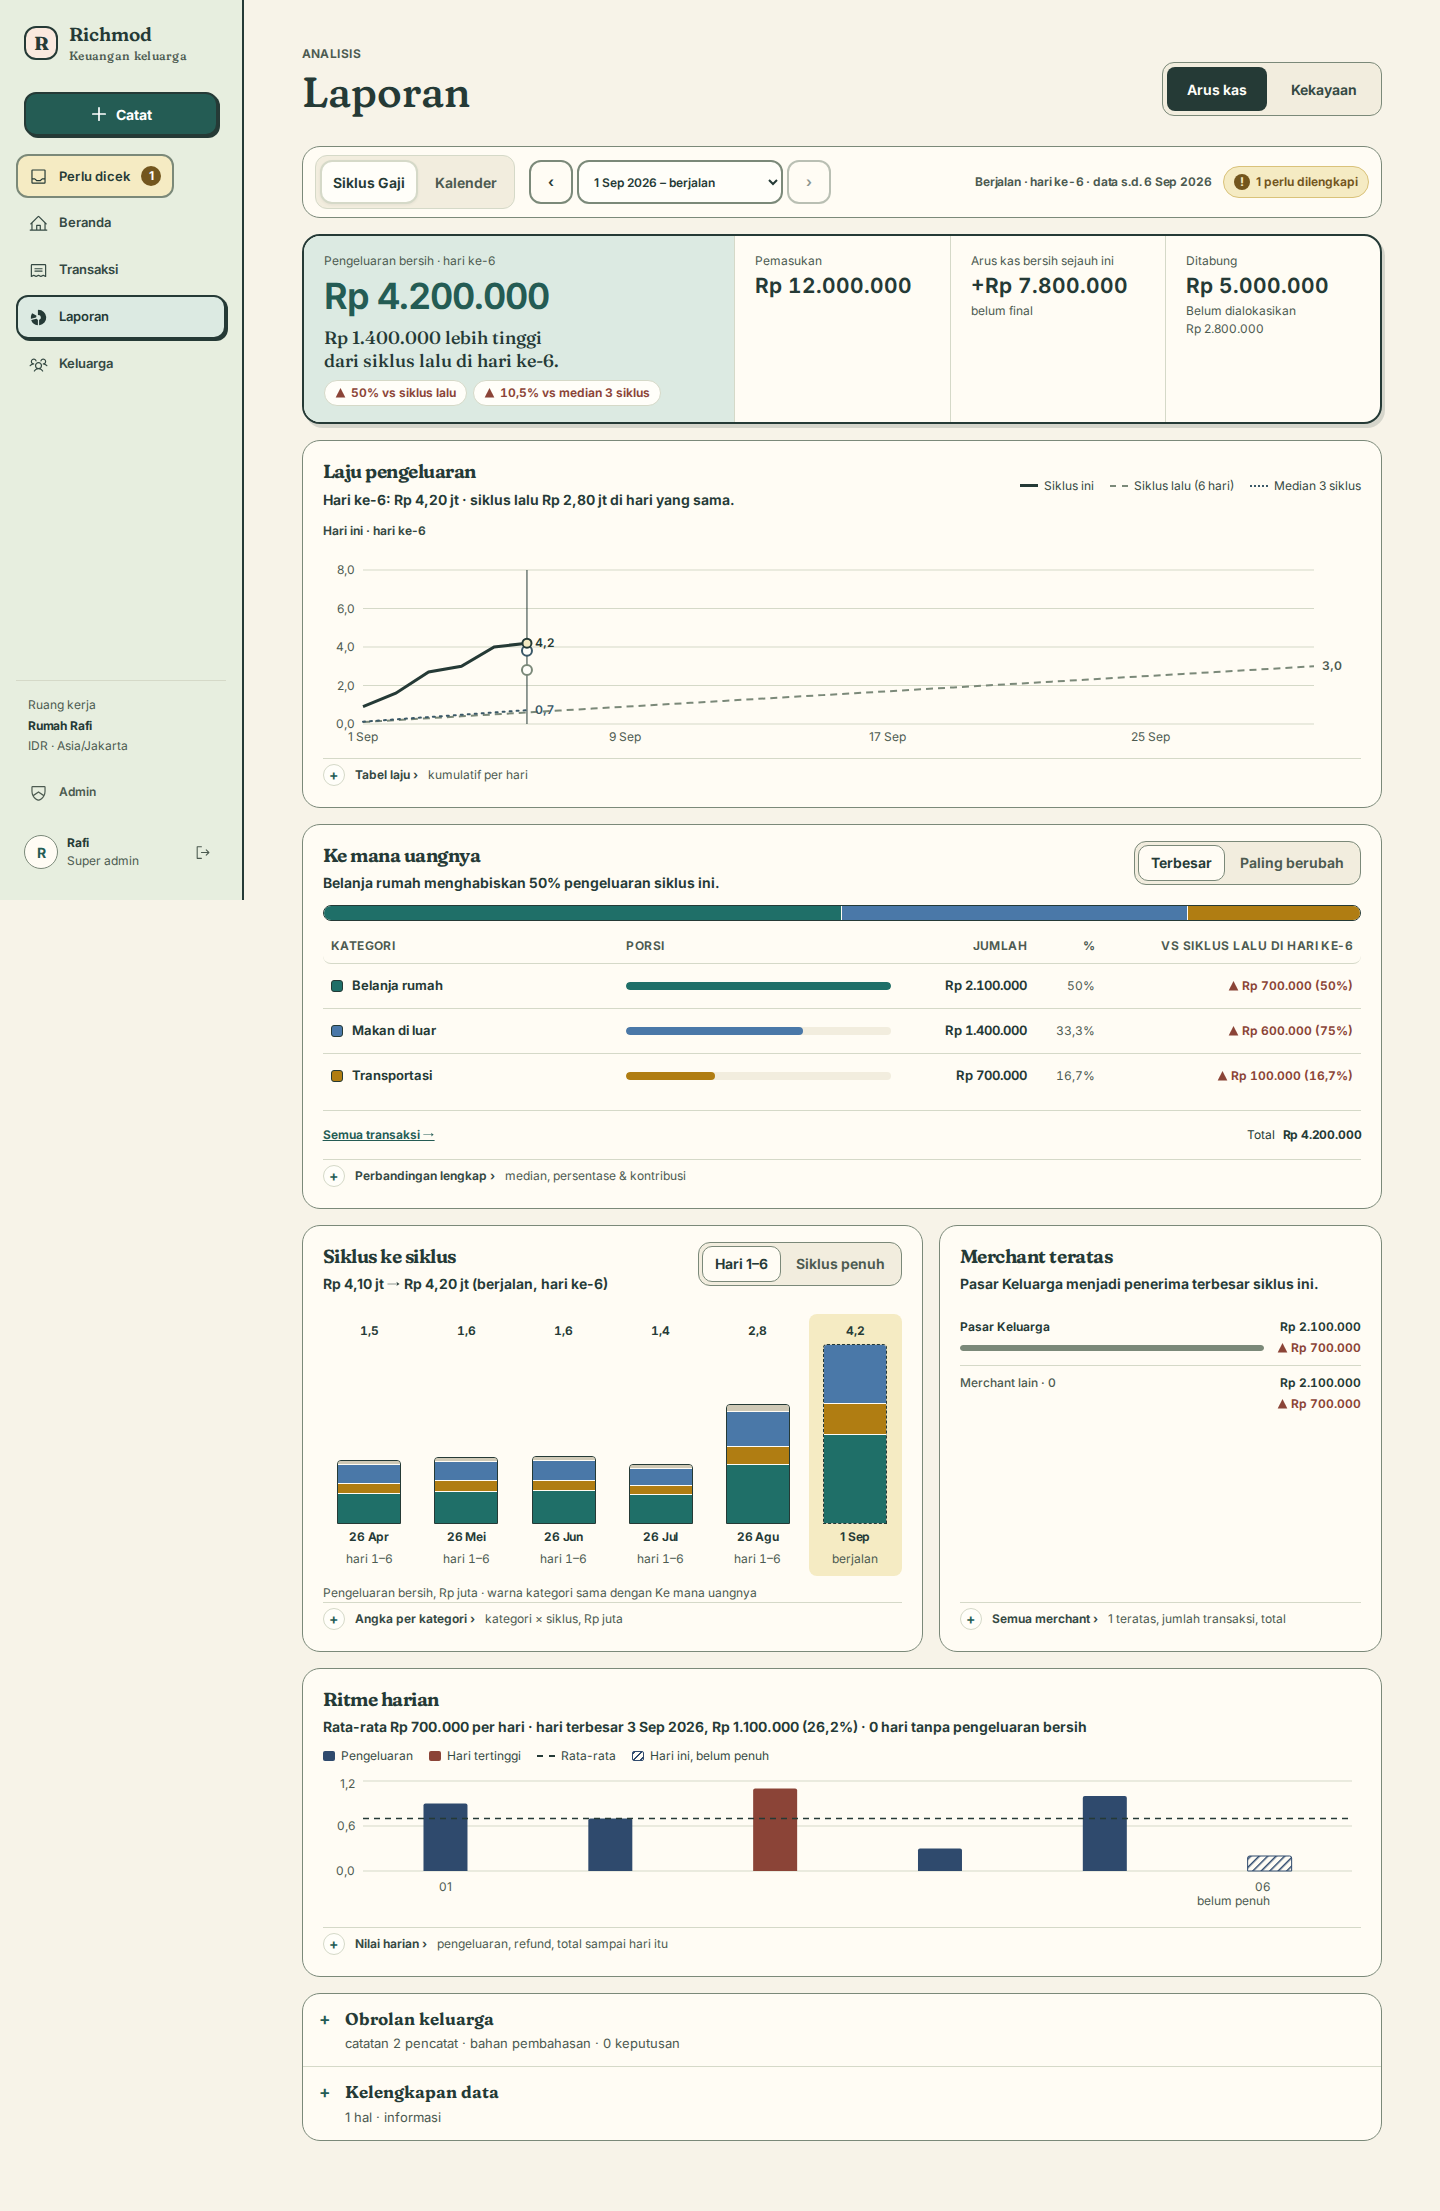 R
Richmod
Keuangan keluarga
+ Catat
Perlu dicek 1
Beranda
Transaksi
Laporan
Keluarga
Ruang kerja
Rumah Rafi
IDR · Asia/Jakarta
Admin
R
Rafi
Super admin
ANALISIS
Laporan
Arus kas
Kekayaan
Siklus Gaji
Kalender
‹
1 Sep 2026 – berjalan
›
Berjalan · hari ke-6 · data s.d. 6 Sep 2026
! 1 perlu dilengkapi
Pengeluaran bersih · hari ke-6
Rp 4.200.000
Rp 1.400.000 lebih tinggi
dari siklus lalu di hari ke-6.
▲ 50% vs siklus lalu
▲ 10,5% vs median 3 siklus
Pemasukan
Rp 12.000.000
Arus kas bersih sejauh ini
+Rp 7.800.000
belum final
Ditabung
Rp 5.000.000
Belum dialokasikan
Rp 2.800.000
Laju pengeluaran
Hari ke-6: Rp 4,20 jt · siklus lalu Rp 2,80 jt di hari yang sama.
Siklus ini
Siklus lalu (6 hari)
Median 3 siklus
Hari ini · hari ke-6
8,0
6,0
4,0
2,0
0,0
4,2
0,7
3,0
1 Sep
9 Sep
17 Sep
25 Sep
+ Tabel laju › kumulatif per hari
Ke mana uangnya
Belanja rumah menghabiskan 50% pengeluaran siklus ini.
Terbesar
Paling berubah
KATEGORI PORSI JUMLAH % VS SIKLUS LALU DI HARI KE-6
Belanja rumah Rp 2.100.000 50% ▲ Rp 700.000 (50%)
Makan di luar Rp 1.400.000 33,3% ▲ Rp 600.000 (75%)
Transportasi Rp 700.000 16,7% ▲ Rp 100.000 (16,7%)
Semua transaksi →
Total Rp 4.200.000
+ Perbandingan lengkap › median, persentase & kontribusi
Siklus ke siklus
Rp 4,10 jt → Rp 4,20 jt (berjalan, hari ke-6)
Hari 1–6
Siklus penuh
1,5 1,6 1,6 1,4 2,8 4,2
26 Apr 26 Mei 26 Jun 26 Jul 26 Agu 1 Sep
hari 1–6 hari 1–6 hari 1–6 hari 1–6 hari 1–6 berjalan
Pengeluaran bersih, Rp juta · warna kategori sama dengan Ke mana uangnya
+ Angka per kategori › kategori × siklus, Rp juta
Merchant teratas
Pasar Keluarga menjadi penerima terbesar siklus ini.
Pasar Keluarga Rp 2.100.000
▲ Rp 700.000
Merchant lain · 0 Rp 2.100.000
▲ Rp 700.000
+ Semua merchant › 1 teratas, jumlah transaksi, total
Ritme harian
Rata-rata Rp 700.000 per hari · hari terbesar 3 Sep 2026, Rp 1.100.000 (26,2%) · 0 hari tanpa pengeluaran bersih
Pengeluaran
Hari tertinggi
Rata-rata
Hari ini, belum penuh
1,2
0,6
0,0
01
06
belum penuh
+ Nilai harian › pengeluaran, refund, total sampai hari itu
+ Obrolan keluarga
catatan 2 pencatat · bahan pembahasan · 0 keputusan
+ Kelengkapan data
1 hal · informasi